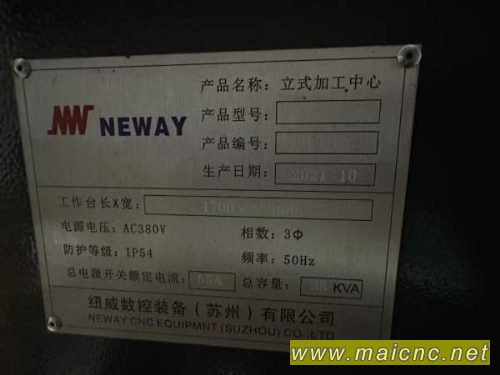 NEWAY
产品名称: 立式加工中心
产品型号:
产品编号:
生产日期: 2021-10
工作台长X宽:
电源电压: AC380V 相数: 3Φ
防护等级: IP54 频率: 50Hz
总电源开关额定电流: 总容量: KVA
纽威数控装备(苏州)有限公司
NEWAY CNC EQUIPMNT (SUZHOU) CO.,LTD
www.maicnc.net